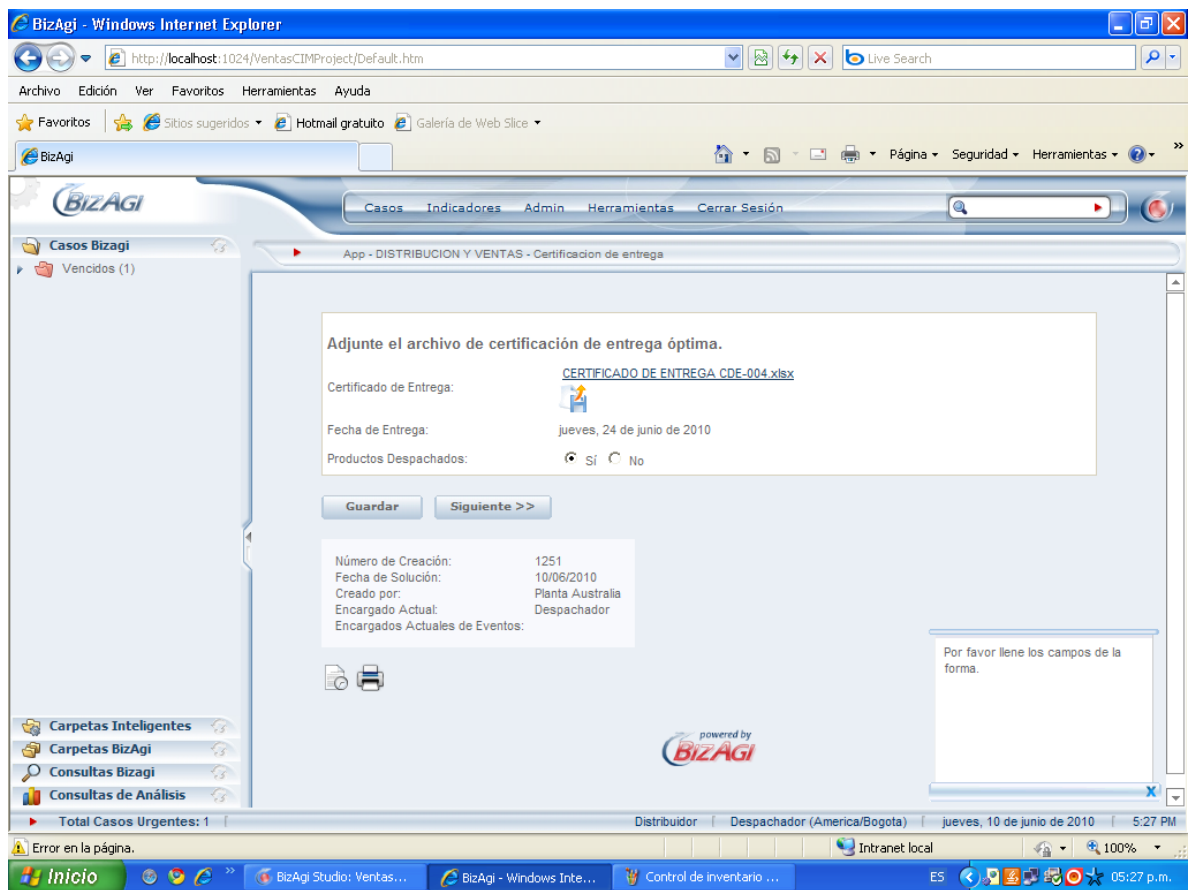 BizAgi - Windows Internet Explorer
http://localhost:1024/VentasCIMProject/Default.htm
Live Search
Archivo Edición Ver Favoritos Herramientas Ayuda
Favoritos Sitios sugeridos Hotmail gratuito Galería de Web Slice
BizAgi Página Seguridad Herramientas
BIZAGI
Casos Indicadores Admin Herramientas Cerrar Sesión
Casos Bizagi
App - DISTRIBUCION Y VENTAS - Certificacion de entrega
Vencidos (1)
Adjunte el archivo de certificación de entrega óptima.
Certificado de Entrega: CERTIFICADO DE ENTREGA CDE-004.xlsx
Fecha de Entrega: jueves, 24 de junio de 2010
Productos Despachados: Sí No
Guardar Siguiente >>
Número de Creación: 1251
Fecha de Solución: 10/06/2010
Creado por: Planta Australia
Encargado Actual: Despachador
Encargados Actuales de Eventos:
Por favor llene los campos de la
forma.
Carpetas Inteligentes
Carpetas BizAgi
Consultas Bizagi
Consultas de Análisis
powered by
BIZAGI
X
Total Casos Urgentes: 1 Distribuidor Despachador (America/Bogota) jueves, 10 de junio de 2010 5:27 PM
Error en la página. Intranet local 100%
Inicio BizAgi Studio: Ventas... BizAgi - Windows Inte... Control de inventario ... ES 05:27 p.m.